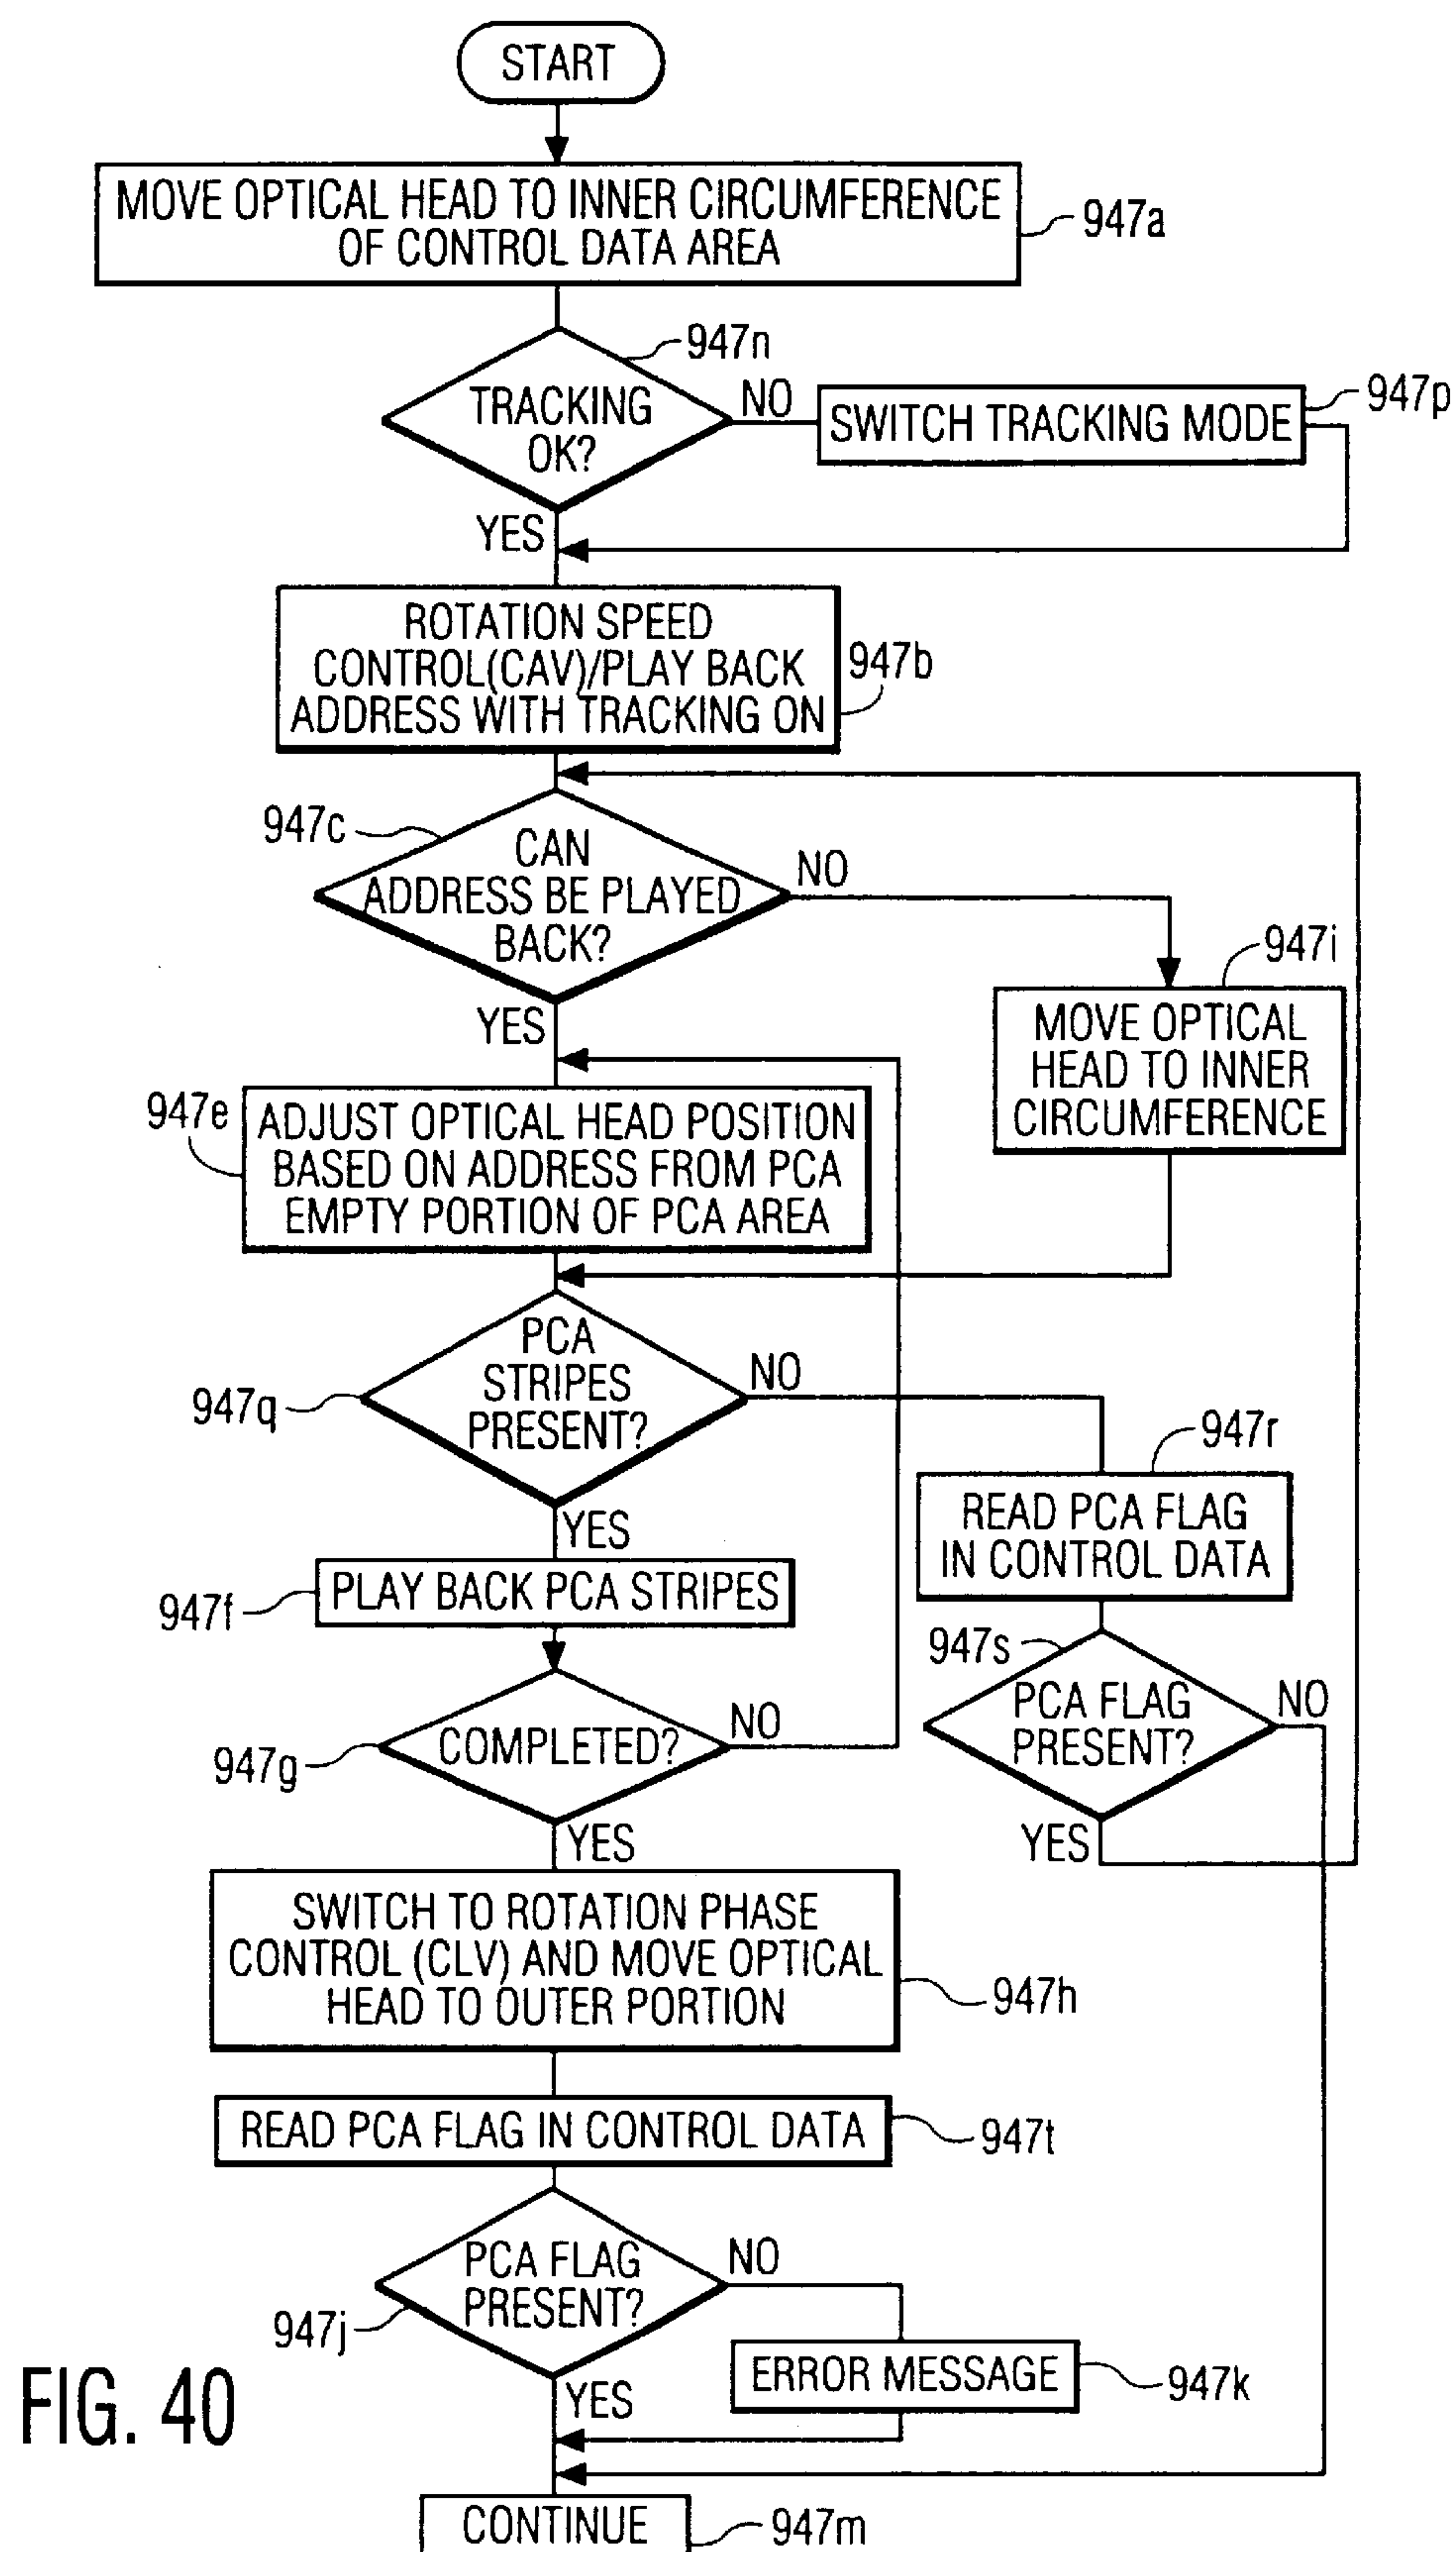 START
MOVE OPTICAL HEAD TO INNER CIRCUMFERENCE
OF CONTROL DATA AREA
947a
947n
TRACKING
OK?
NO
SWITCH TRACKING MODE
947p
YES
ROTATION SPEED
CONTROL(CAV)/PLAY BACK
ADDRESS WITH TRACKING ON
947b
947c
CAN
ADDRESS BE PLAYED
BACK?
NO
947i
MOVE OPTICAL
HEAD TO INNER
CIRCUMFERENCE
YES
947e
ADJUST OPTICAL HEAD POSITION
BASED ON ADDRESS FROM PCA
EMPTY PORTION OF PCA AREA
PCA
STRIPES
PRESENT?
NO
947q
947r
READ PCA FLAG
IN CONTROL DATA
YES
PLAY BACK PCA STRIPES
947f
947s
PCA FLAG
PRESENT?
NO
COMPLETED?
NO
947g
YES
YES
SWITCH TO ROTATION PHASE
CONTROL (CLV) AND MOVE OPTICAL
HEAD TO OUTER PORTION
947h
READ PCA FLAG IN CONTROL DATA
947t
PCA FLAG
PRESENT?
NO
947j
ERROR MESSAGE
947k
YES
FIG. 40
CONTINUE
947m